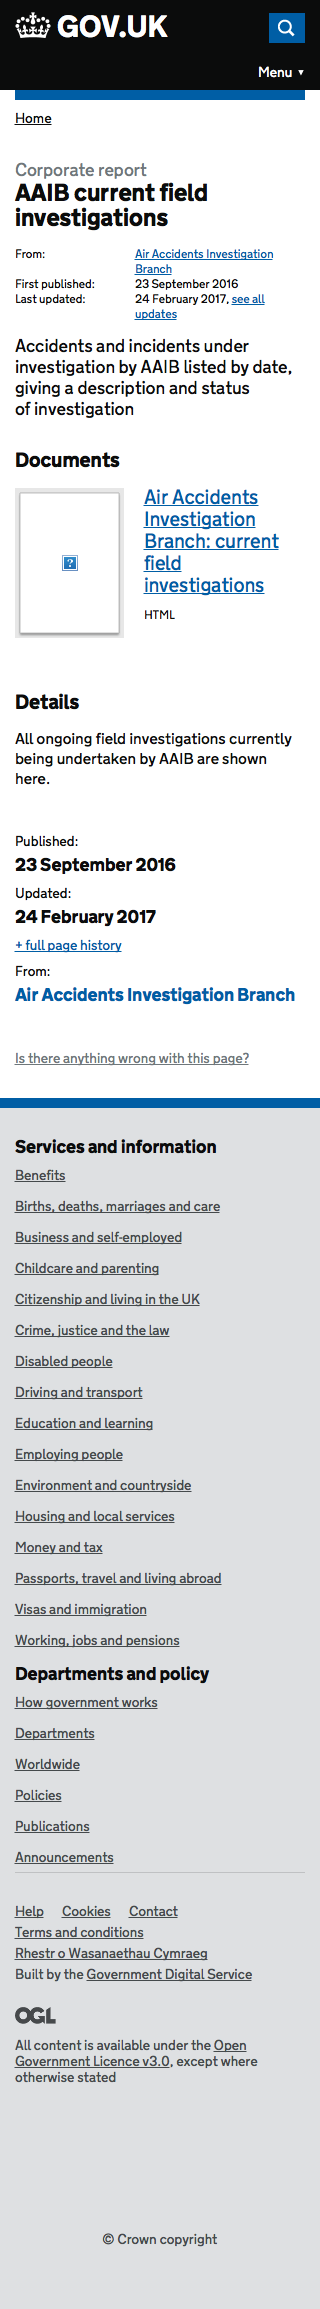 GOV.UK
Menu ▼
Home
Corporate report
AAIB current field
investigations
From: Air Accidents Investigation
Branch
First published: 23 September 2016
Last updated: 24 February 2017, see all
updates
Accidents and incidents under
investigation by AAIB listed by date,
giving a description and status
of investigation
Documents
?
Air Accidents
Investigation
Branch: current
field
investigations
HTML
Details
All ongoing field investigations currently
being undertaken by AAIB are shown
here.
Published:
23 September 2016
Updated:
24 February 2017
+ full page history
From:
Air Accidents Investigation Branch
Is there anything wrong with this page?
Services and information
Benefits
Births, deaths, marriages and care
Business and self-employed
Childcare and parenting
Citizenship and living in the UK
Crime, justice and the law
Disabled people
Driving and transport
Education and learning
Employing people
Environment and countryside
Housing and local services
Money and tax
Passports, travel and living abroad
Visas and immigration
Working, jobs and pensions
Departments and policy
How government works
Departments
Worldwide
Policies
Publications
Announcements
Help Cookies Contact
Terms and conditions
Rhestr o Wasanaethau Cymraeg
Built by the Government Digital Service
OGL
All content is available under the Open
Government Licence v3.0, except where
otherwise stated
© Crown copyright